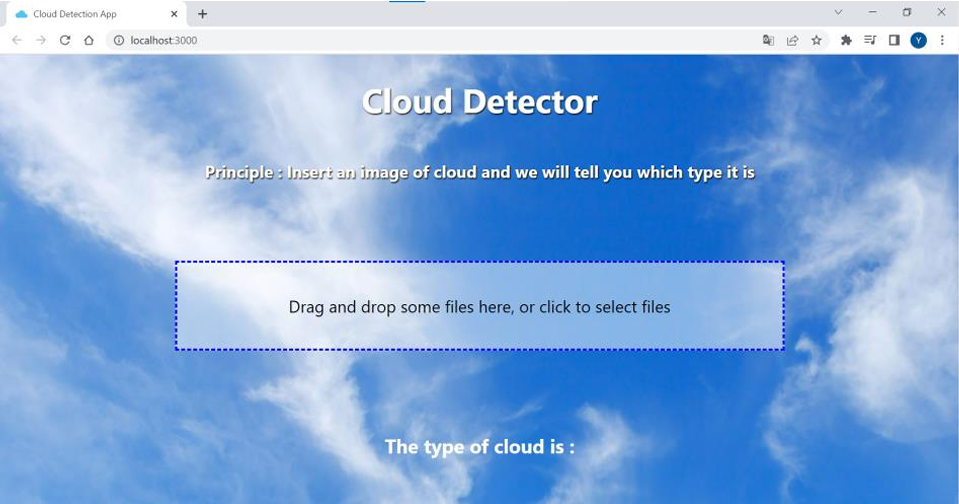 Cloud Detection App
localhost:3000
Y
Cloud Detector
Principle : Insert an image of cloud and we will tell you which type it is
Drag and drop some files here, or click to select files
The type of cloud is :